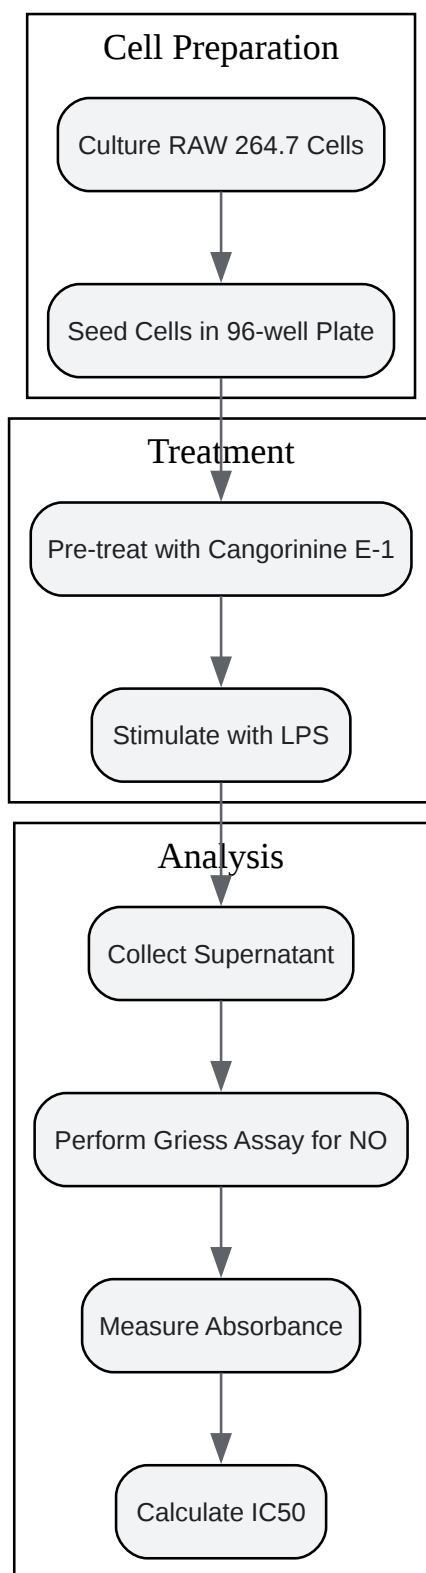 Cell Preparation
Culture RAW 264.7 Cells
Seed Cells in 96-well Plate
Treatment
Pre-treat with Cangorinine E-1
Stimulate with LPS
Analysis
Collect Supernatant
Perform Griess Assay for NO
Measure Absorbance
Calculate IC50